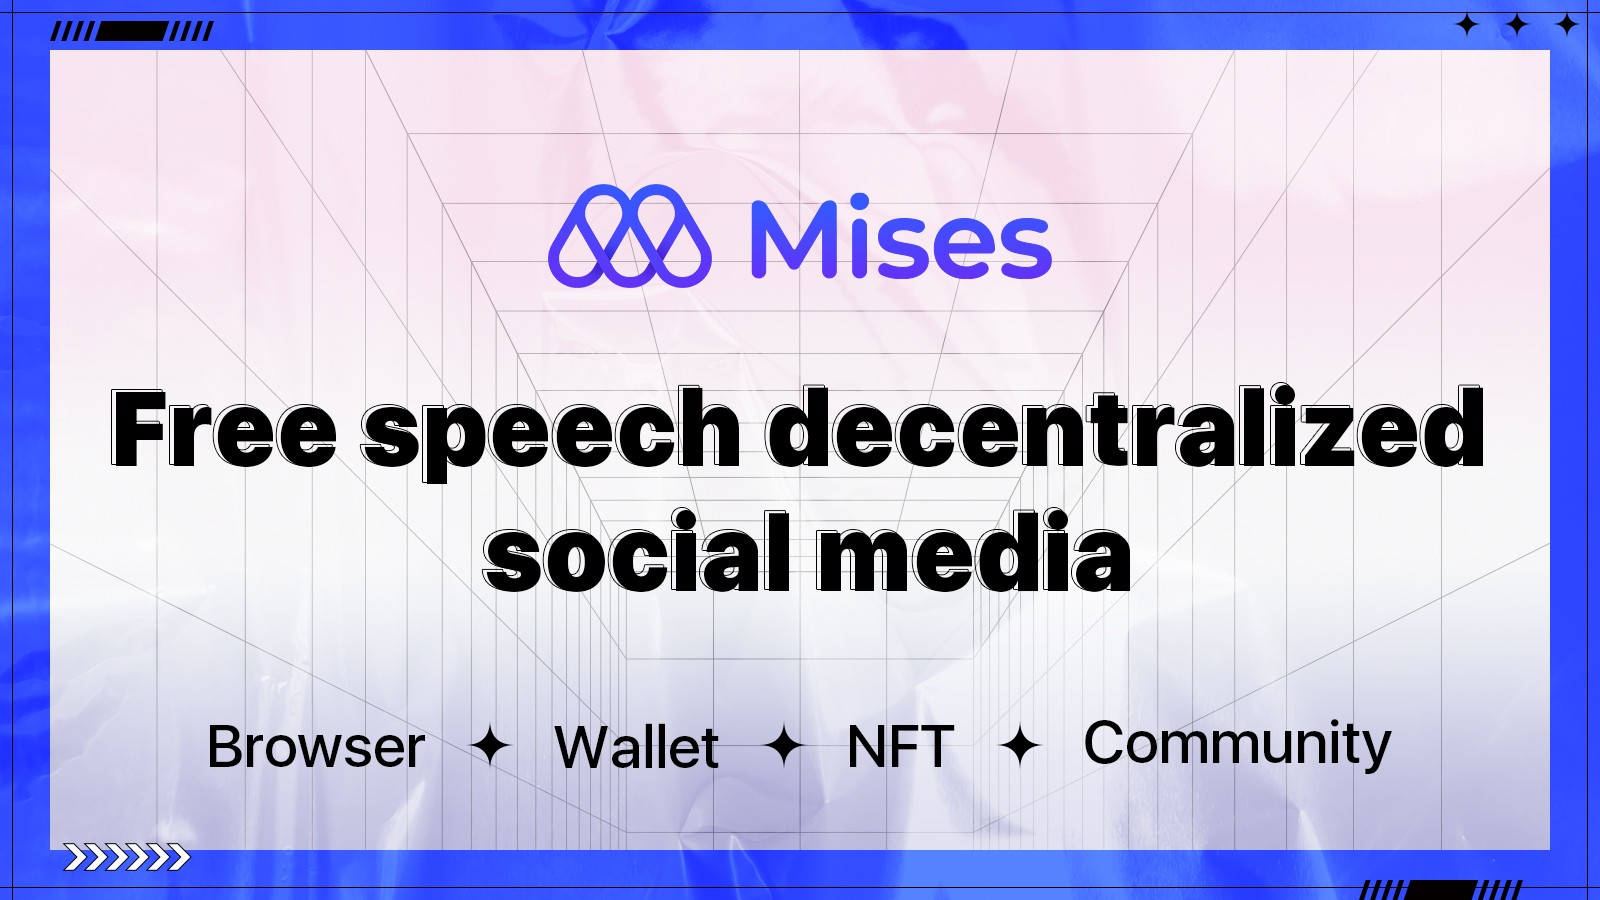 Mises
Free speech decentralized
social media
Browser ✦ Wallet ✦ NFT ✦ Community